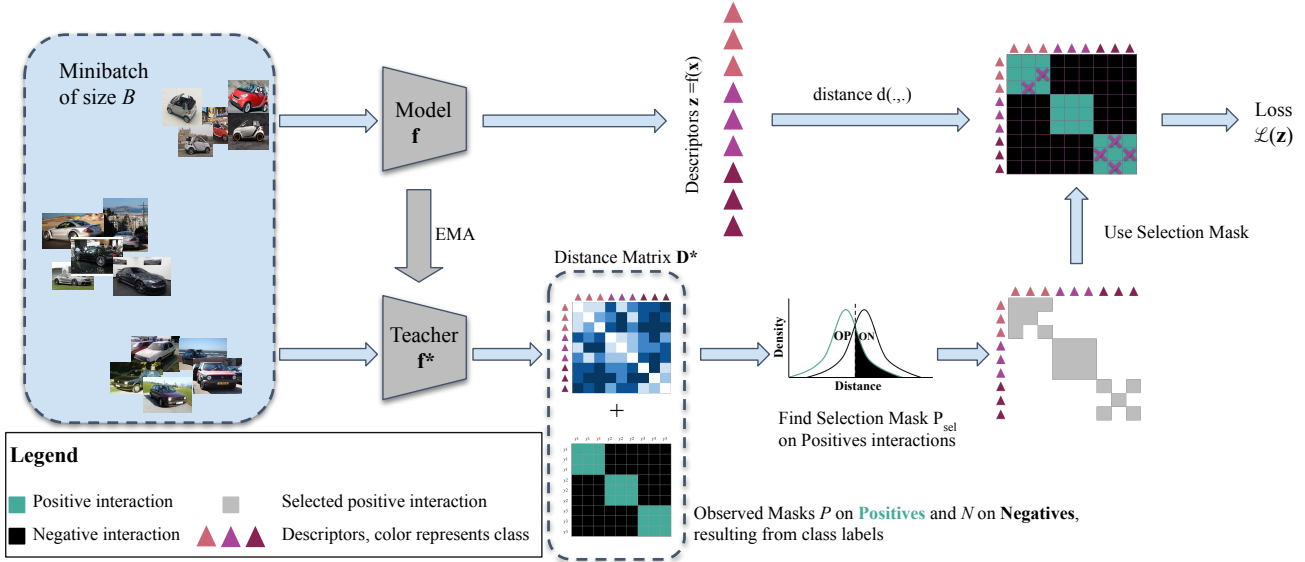 Minibatch
of size B
Model
f
Descriptors z =f(x)
distance d(.,.)
Loss
ℒ(z)
EMA
Use Selection Mask
Distance Matrix D*
Teacher
f*
+
Density
OP
ON
Distance
Find Selection Mask P_sel
on Positives interactions
Legend
Positive interaction
Selected positive interaction
Negative interaction
Descriptors, color represents class
Observed Masks P on Positives and N on Negatives,
resulting from class labels